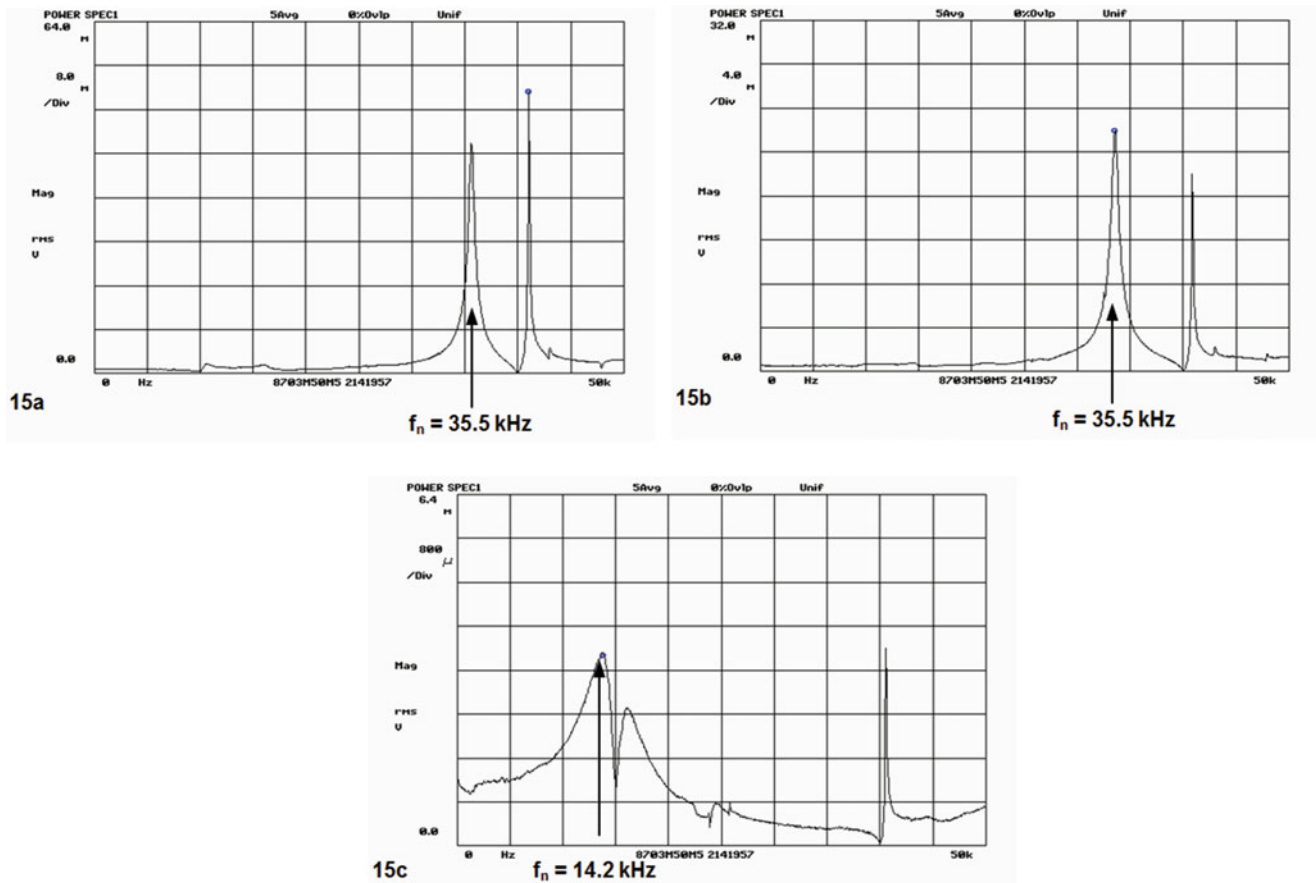 POWER SPEC1 5Avg 0%Ovlp Unif
64.0
M
8.0 M
/Div
Mag
rms
V
0.0
0 Hz 8703M50M5 2141957 50k
15a
fn = 35.5 kHz
POWER SPEC1 5Avg 0%Ovlp Unif
32.0
M
4.0 M
/Div
Mag
rms
V
0.0
0 Hz 8703M50M5 2141957 50k
15b
fn = 35.5 kHz
POWER SPEC1 5Avg 0%Ovlp Unif
6.4
M
800 μ
/Div
Mag
rms
V
0.0
0 Hz 8703M50M5 2141957 50k
15c
fn = 14.2 kHz